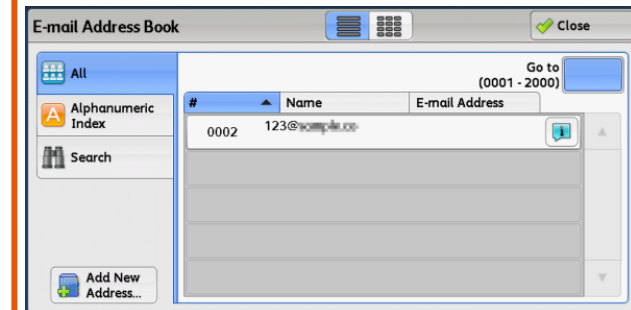 E-mail Address Book
Close
All
Go to
(0001 - 2000)
Alphanumeric
Index
# Name E-mail Address
0002 123@
Search
Add New
Address...